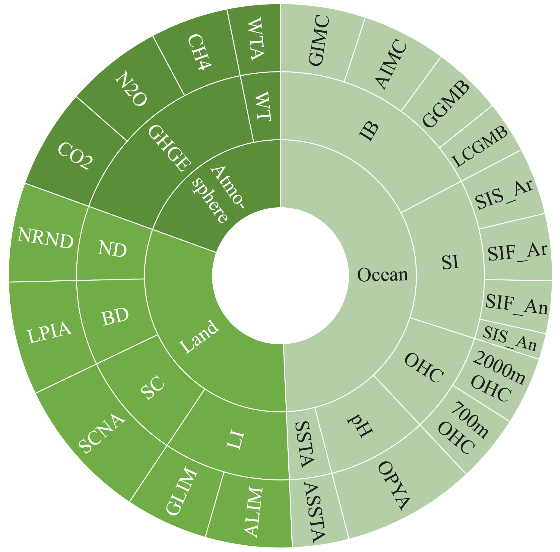 Ocean
IB
GIMC
AIMC
GGMB
LCGMB
SI
SIS_Ar
SIF_Ar
SIF_An
SIS_An
OHC
2000m
OHC
700m
OHC
pH
OPYA
SSTA
ASSTA
Land
LI
ALIM
GLIM
SC
SCNA
BD
LPIA
ND
NRND
Atmo-
sphere
GHGE
CO2
N2O
CH4
WT
WTA